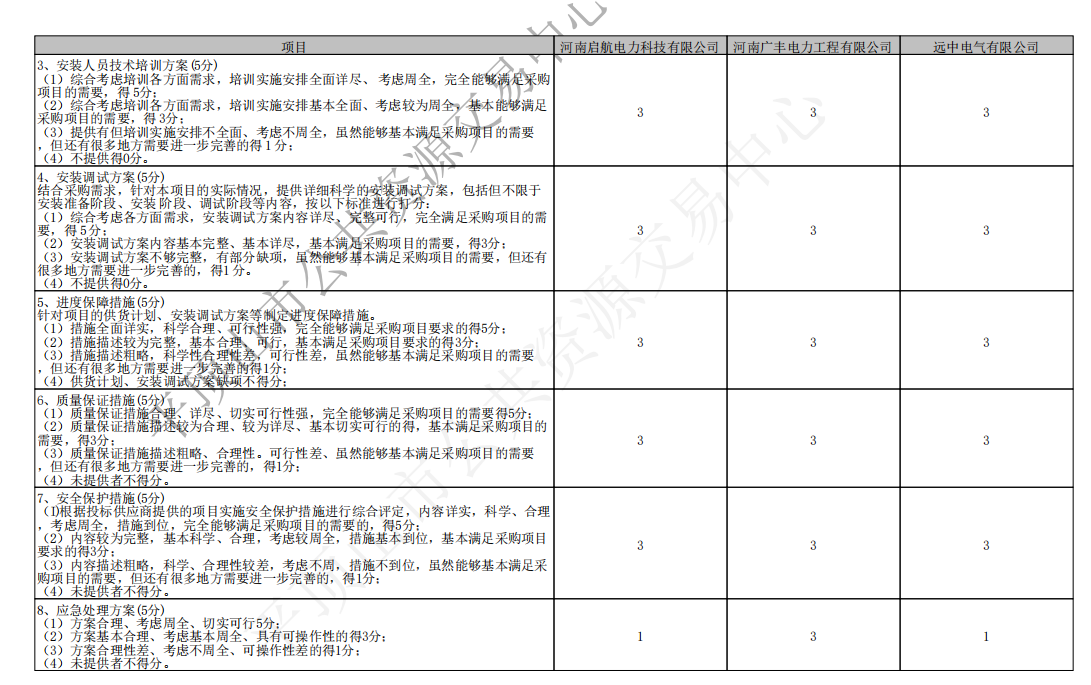 项目 河南启航电力科技有限公司 河南广丰电力工程有限公司 远中电气有限公司
3、安装人员技术培训方案(5分)
（1）综合考虑培训各方面需求，培训实施安排全面详尽、 考虑周全，完全能够满足采购
项目的需要，得 5分；
（2）综合考虑培训各方面需求，培训实施安排基本全面、考虑较为周全，基本能够满足
采购项目的需要，得 3分；
（3）提供有但培训实施安排不全面、考虑不周全，虽然能够基本满足采购项目的需要
，但还有很多地方需要进一步完善的得 1 分；
（4）不提供得0分。
3 3 3
4、安装调试方案(5分)
结合采购需求，针对本项目的实际情况，提供详细科学的安装调试方案，包括但不限于
安装准备阶段、安装 阶段、调试阶段等内容，按以下标准进行打分：
（1）综合考虑各方面需求，安装调试方案内容详尽、完整可行，完全满足采购项目的需
要，得 5 分；
（2）安装调试方案内容基本完整、基本详尽，基本满足采购项目的需要，得3分；
（3）安装调试方案不够完整，有部分缺项，虽然能够基本满足采购项目的需要，但还有
很多地方需要进一步完善的，得1 分。
（4）不提供得0分。
3 3 3
5、进度保障措施(5分)
针对项目的供货计划、安装调试方案等制定进度保障措施。
（1）措施全面详实，科学合理、可行性强，完全能够满足采购项目要求的得5分；
（2）措施描述较为完整，基本合理、可行，基本满足采购项目要求的得3分；
（3）措施描述粗略，科学性合理性差，可行性差，虽然能够基本满足采购项目的需要
，但还有很多地方需要进一步完善的得1分；
（4）供货计划、安装调试方案缺项不得分；
3 3 3
6、质量保证措施(5分)
（1）质量保证措施合理、详尽、切实可行性强，完全能够满足采购项目的需要得5分；
（2）质量保证措施描述较为合理、较为详尽、基本切实可行的得，基本满足采购项目的
需要，得3分；
（3）质量保证措施描述粗略、合理性。可行性差、虽然能够基本满足采购项目的需要
，但还有很多地方需要进一步完善的，得1分；
（4）未提供者不得分。
3 3 3
7、安全保护措施(5分)
（1)根据投标供应商提供的项目实施安全保护措施进行综合评定，内容详实，科学、合理
，考虑周全，措施到位，完全能够满足采购项目的需要的，得5分；
（2）内容较为完整，基本科学、合理，考虑较周全，措施基本到位，基本满足采购项目
要求的得3分；
（3）内容描述粗略，科学、合理性较差，考虑不周，措施不到位，虽然能够基本满足采
购项目的需要，但还有很多地方需要进一步完善的，得1分；
（4）未提供者不得分。
3 3 3
8、应急处理方案(5分)
（1）方案合理、考虑周全、切实可行5分；
（2）方案基本合理、考虑基本周全、具有可操作性的得3分；
（3）方案合理性差、考虑不周全、可操作性差的得1分；
（4）未提供者不得分。
1 3 1
平顶山市公共资源交易中心
平顶山市公共资源交易中心